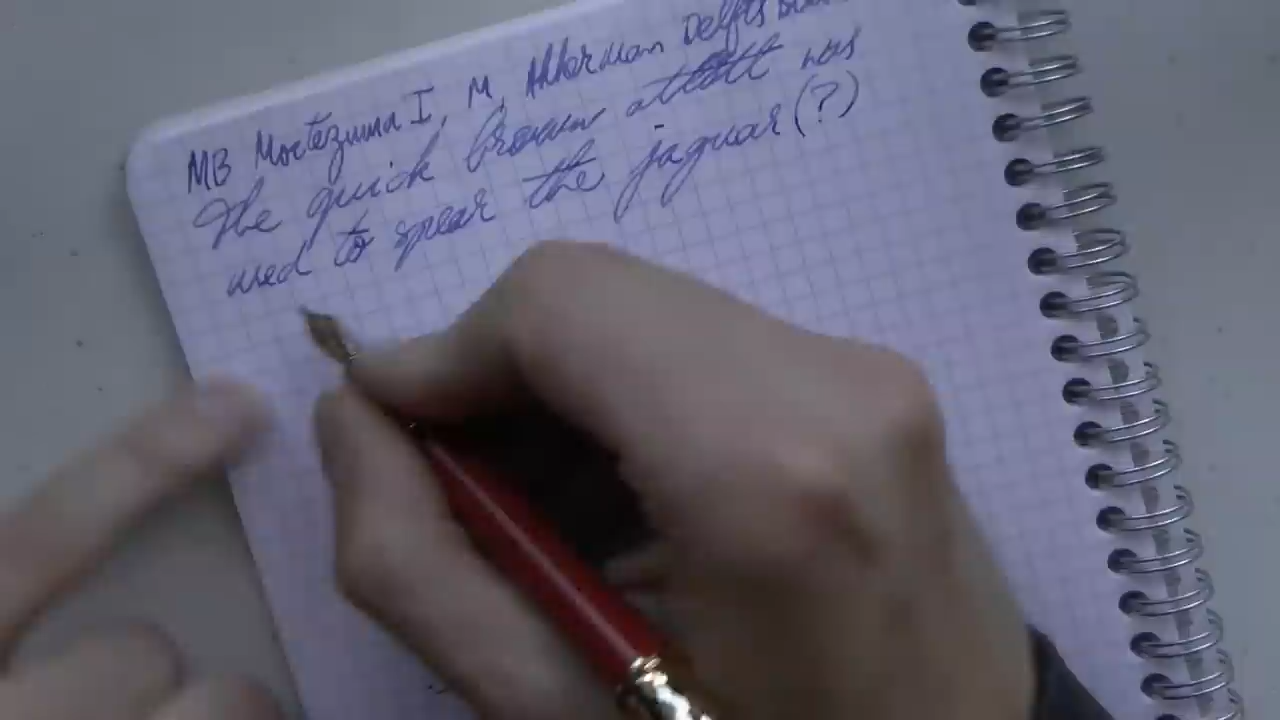 MB Moctezuma I, M, Akkerman Delfts
The quick brown atlatl was
used to spear the jaguar (?)